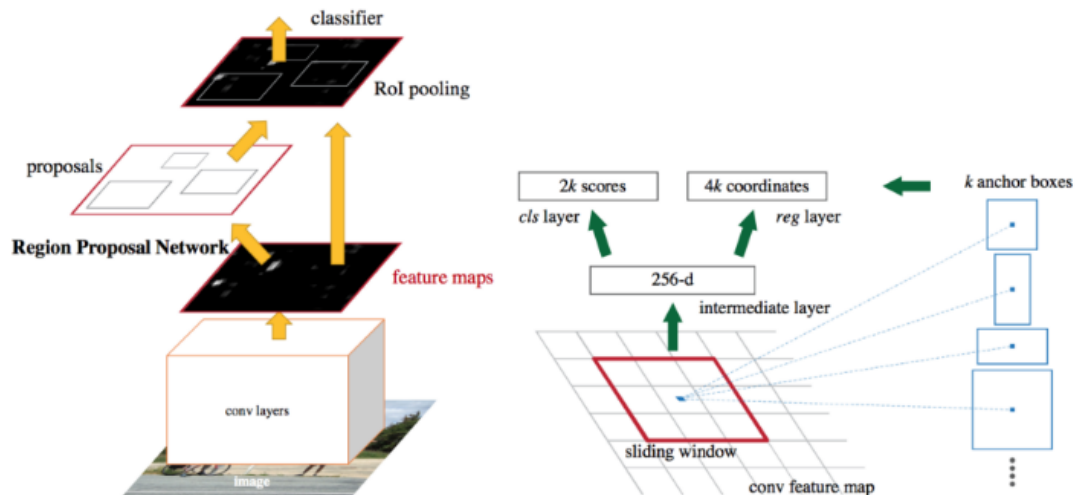 classifier
RoI pooling
proposals
Region Proposal Network
feature maps
conv layers
image
2k scores
4k coordinates
k anchor boxes
cls layer
reg layer
256-d
intermediate layer
sliding window
conv feature map